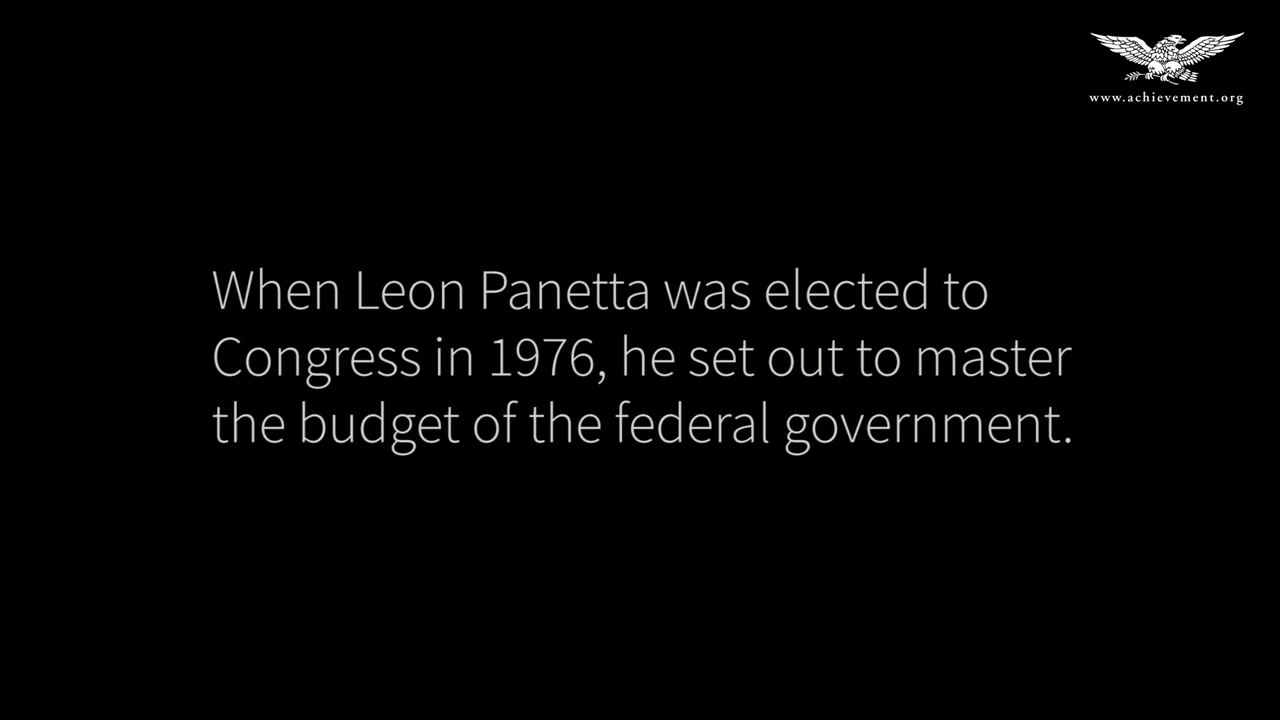 www.achievement.org
When Leon Panetta was elected to
Congress in 1976, he set out to master
the budget of the federal government.